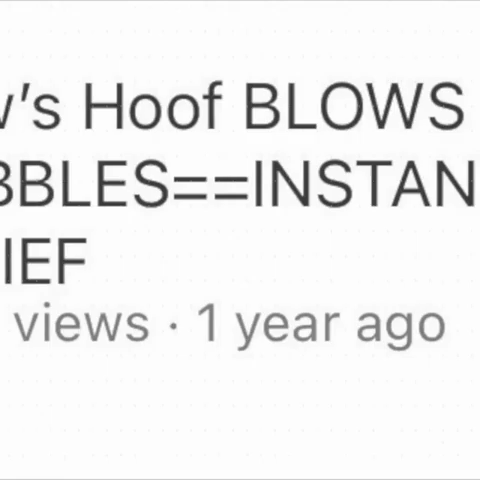 w's Hoof BLOWS
BBLES==INSTAN
IEF
views · 1 year ago